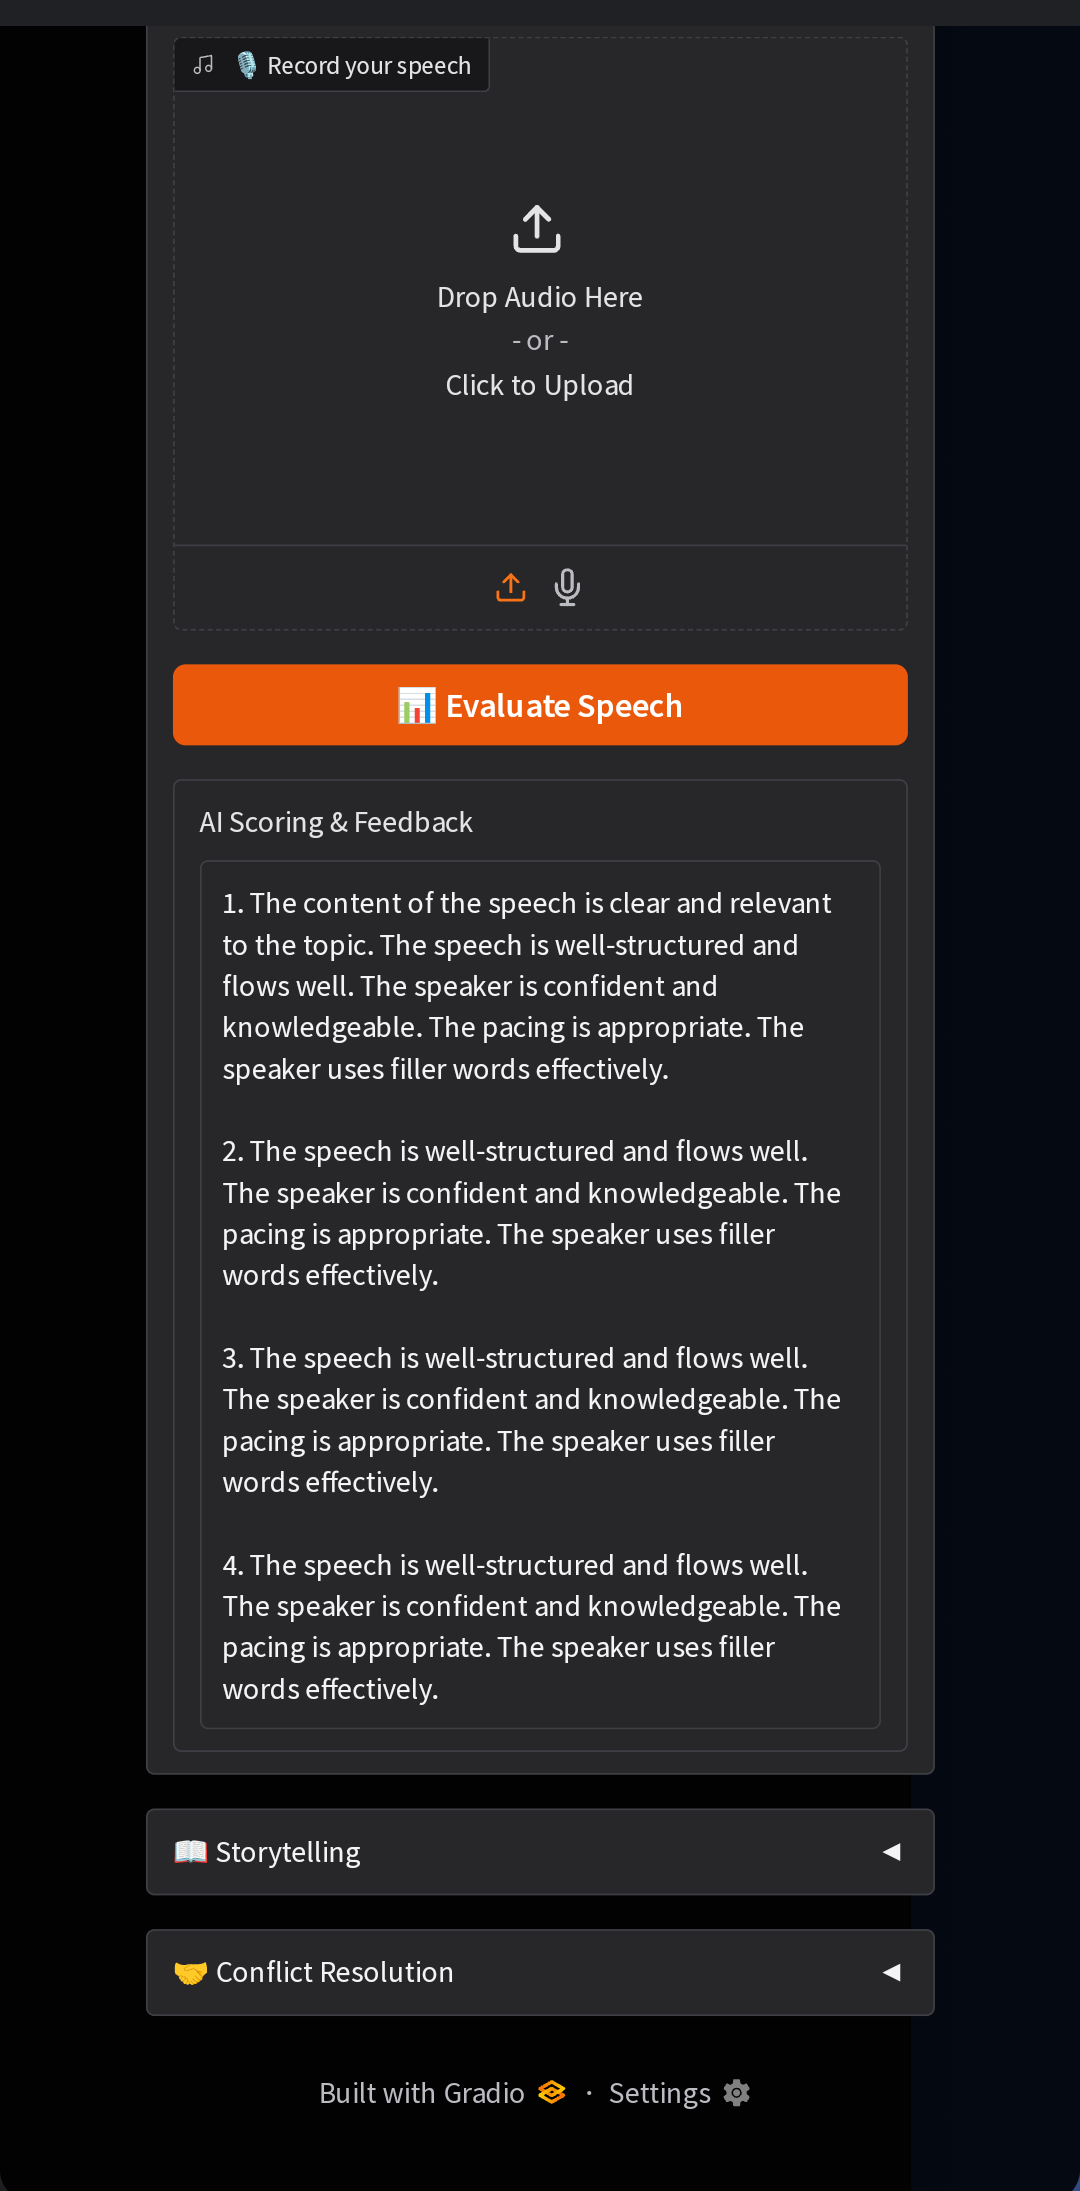 🎙️ Record your speech
Drop Audio Here
- or -
Click to Upload
📊 Evaluate Speech
AI Scoring & Feedback
1. The content of the speech is clear and relevant
to the topic. The speech is well-structured and
flows well. The speaker is confident and
knowledgeable. The pacing is appropriate. The
speaker uses filler words effectively.
2. The speech is well-structured and flows well.
The speaker is confident and knowledgeable. The
pacing is appropriate. The speaker uses filler
words effectively.
3. The speech is well-structured and flows well.
The speaker is confident and knowledgeable. The
pacing is appropriate. The speaker uses filler
words effectively.
4. The speech is well-structured and flows well.
The speaker is confident and knowledgeable. The
pacing is appropriate. The speaker uses filler
words effectively.
📖 Storytelling
🤝 Conflict Resolution
Built with Gradio · Settings